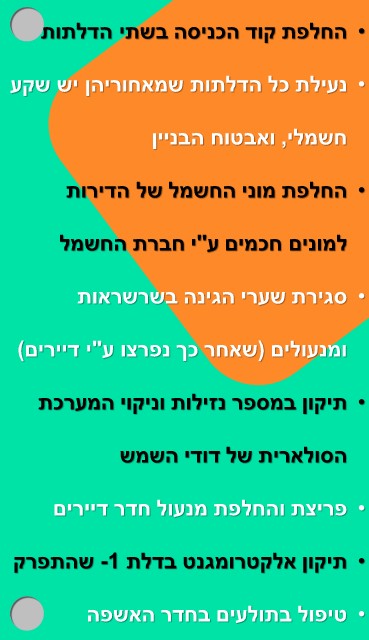 • החלפת קוד הכניסה בשתי הדלתות
• נעילת כל הדלתות שמאחוריהן יש שקע
חשמלי, ואבטוח הבניין
• החלפת מוני החשמל של הדירות
למונים חכמים ע"י חברת החשמל
• סגירת שערי הגינה בשרשראות
ומנעולים (שאחר כך נפרצו ע"י דיירים)
• תיקון במספר נזילות וניקוי המערכת
הסולארית של דודי השמש
• פריצת והחלפת מנעול חדר דיירים
• תיקון אלקטרומגנט בדלת 1- שהתפרק
• טיפול בתולעים בחדר האשפה